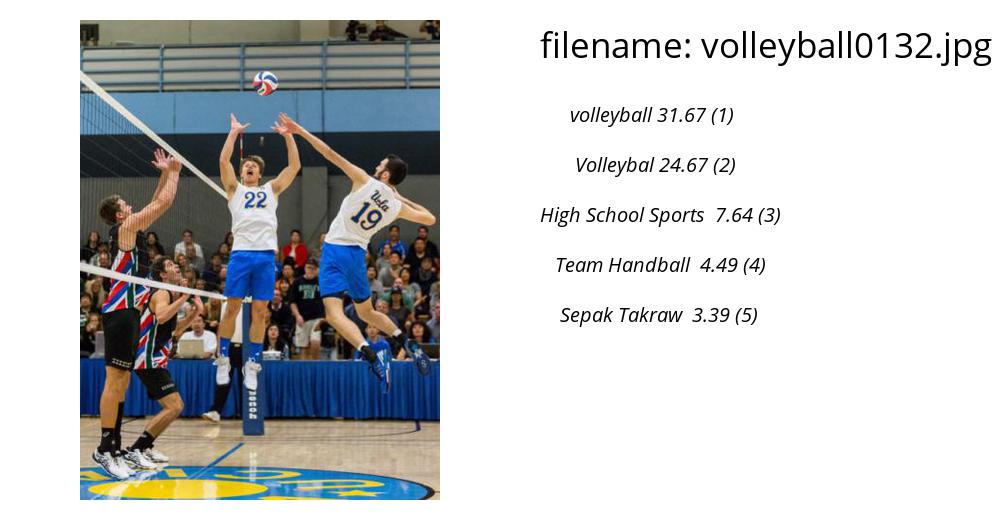 filename: volleyball0132.jpg
volleyball 31.67 (1)
Volleybal 24.67 (2)
High School Sports 7.64 (3)
Team Handball 4.49 (4)
Sepak Takraw 3.39 (5)
22
Ucla
19